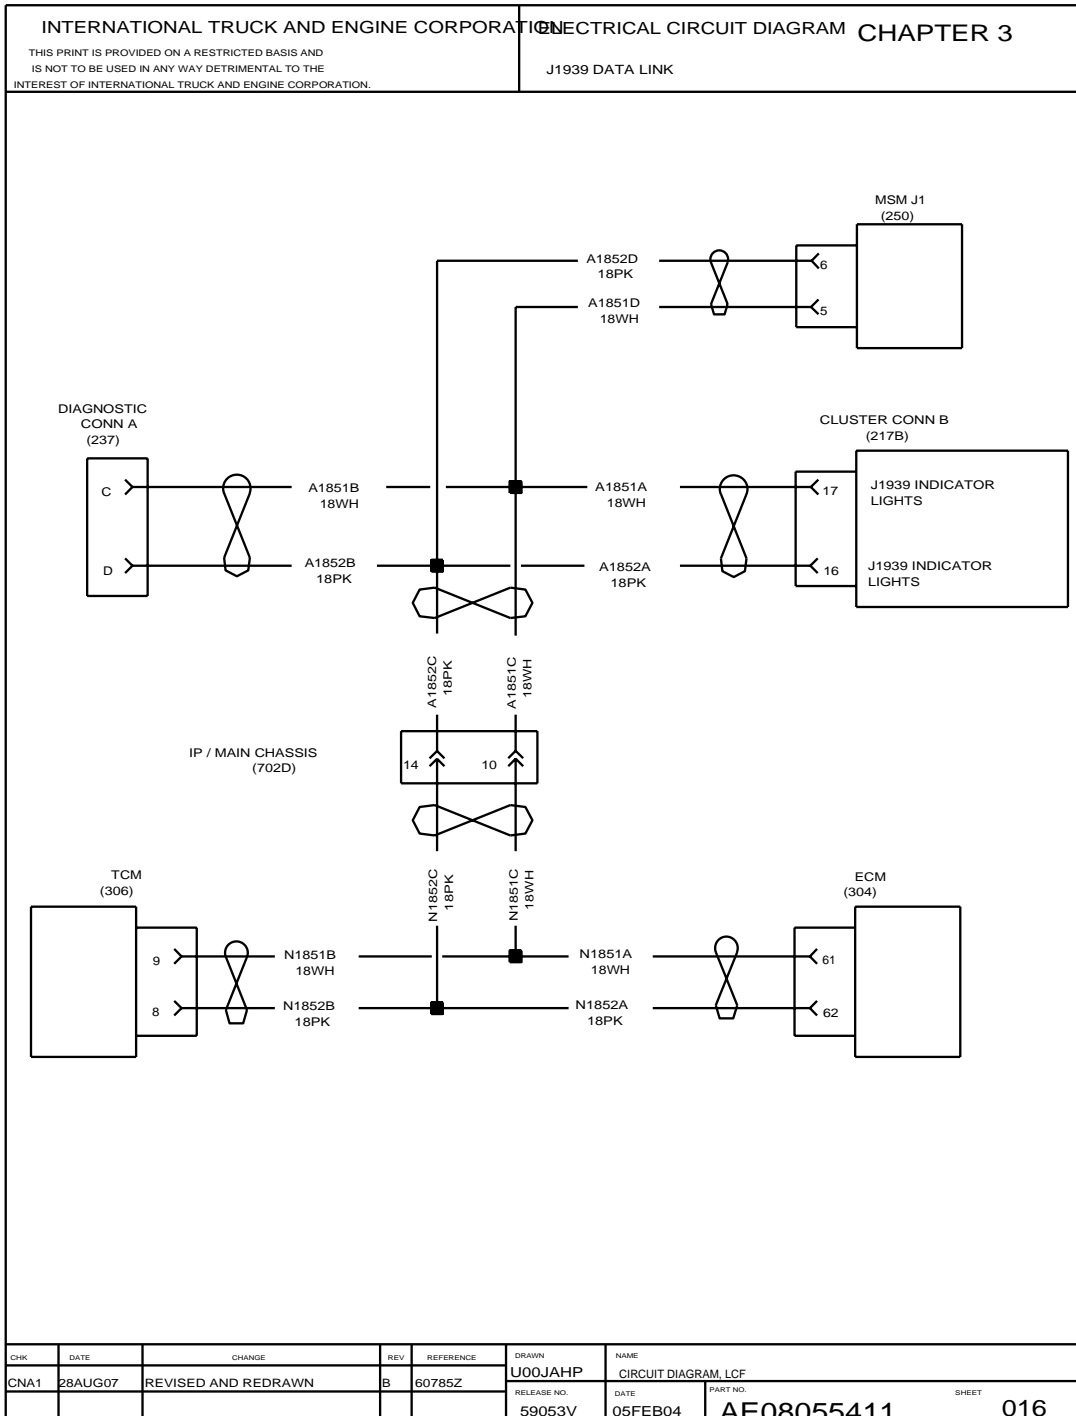 INTERNATIONAL TRUCK AND ENGINE CORPORATION
THIS PRINT IS PROVIDED ON A RESTRICTED BASIS AND
IS NOT TO BE USED IN ANY WAY DETRIMENTAL TO THE
INTEREST OF INTERNATIONAL TRUCK AND ENGINE CORPORATION.
ELECTRICAL CIRCUIT DIAGRAM
CHAPTER 3
J1939 DATA LINK
MSM J1
(250)
A1852D
18PK
6
A1851D
18WH
5
DIAGNOSTIC
CONN A
(237)
CLUSTER CONN B
(217B)
C
A1851B
18WH
A1851A
18WH
17
J1939 INDICATOR
LIGHTS
D
A1852B
18PK
A1852A
18PK
16
J1939 INDICATOR
LIGHTS
A1852C
18PK
A1851C
18WH
IP / MAIN CHASSIS
(702D)
14
10
N1852C
18PK
N1851C
18WH
TCM
(306)
ECM
(304)
9
N1851B
18WH
N1851A
18WH
61
8
N1852B
18PK
N1852A
18PK
62
CHK DATE CHANGE REV REFERENCE DRAWN NAME
CNA1 28AUG07 REVISED AND REDRAWN B 60785Z U00JAHP CIRCUIT DIAGRAM, LCF
RELEASE NO. DATE PART NO. SHEET
59053V 05FEB04 AE08055411 016